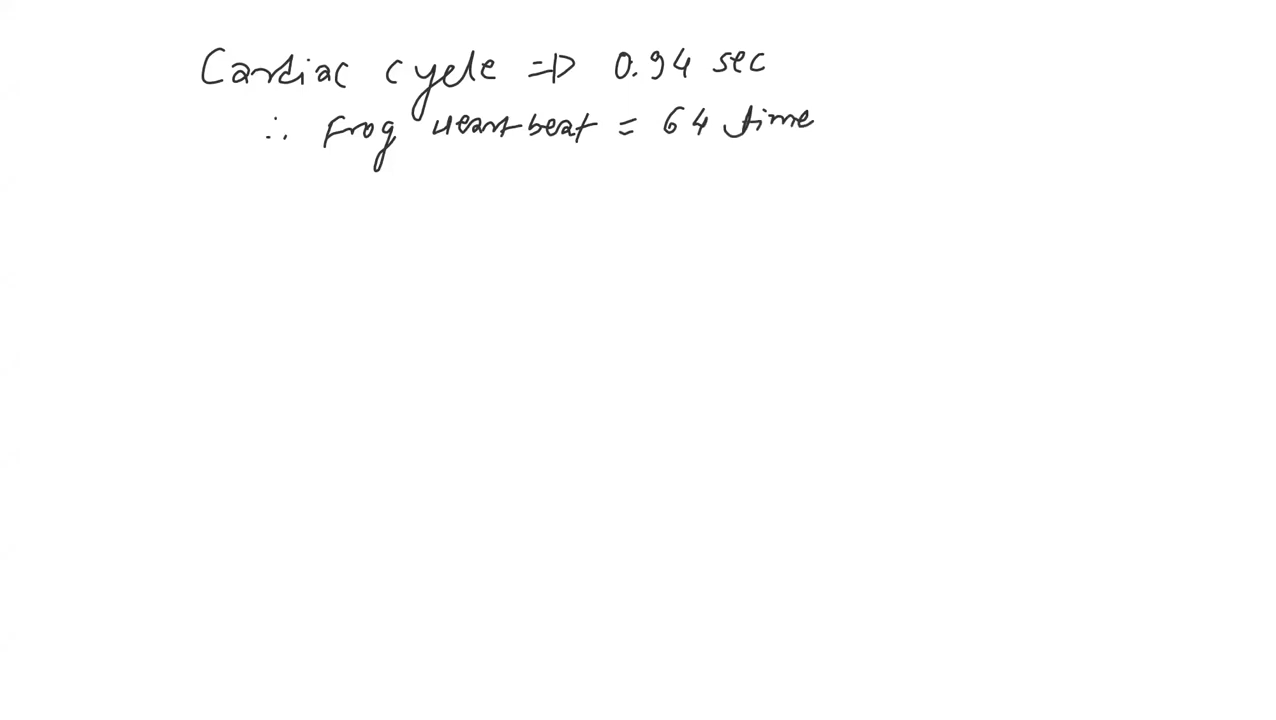 Cardiac cycle ⇒ 0.94 sec
∴ Frog Heart beat = 64 time